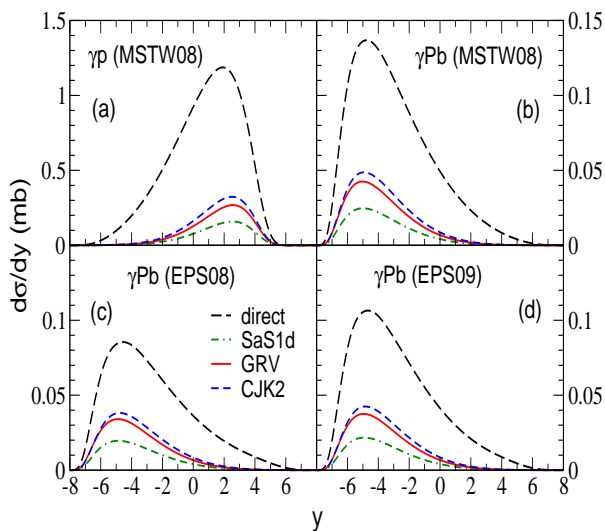 1.5
0.15
γp (MSTW08)
γPb (MSTW08)
(a)
(b)
1
0.1
0.5
0.05
0
0
dσ/dy (mb)
γPb (EPS08)
γPb (EPS09)
(c)
(d)
direct
SaS1d
GRV
CJK2
0.1
0.1
0.05
0.05
0
0
-8 -6 -4 -2 0 2 4 6
-6 -4 -2 0 2 4 6 8
y